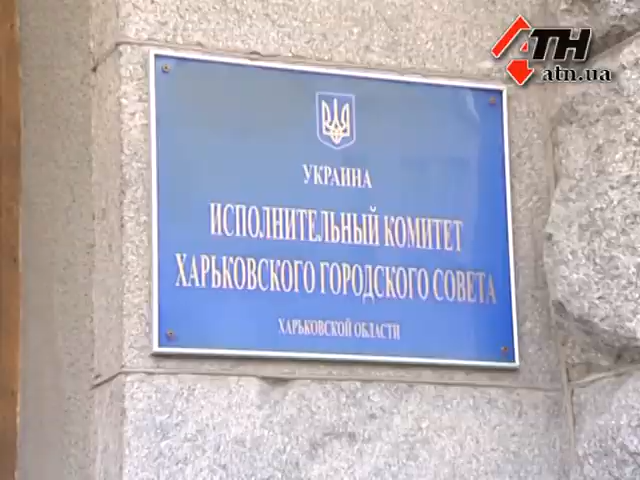 АТН
atn.ua
УКРАИНА
ИСПОЛНИТЕЛЬНЫЙ КОМИТЕТ
ХАРЬКОВСКОГО ГОРОДСКОГО СОВЕТА
ХАРЬКОВСКОЙ ОБЛАСТИ